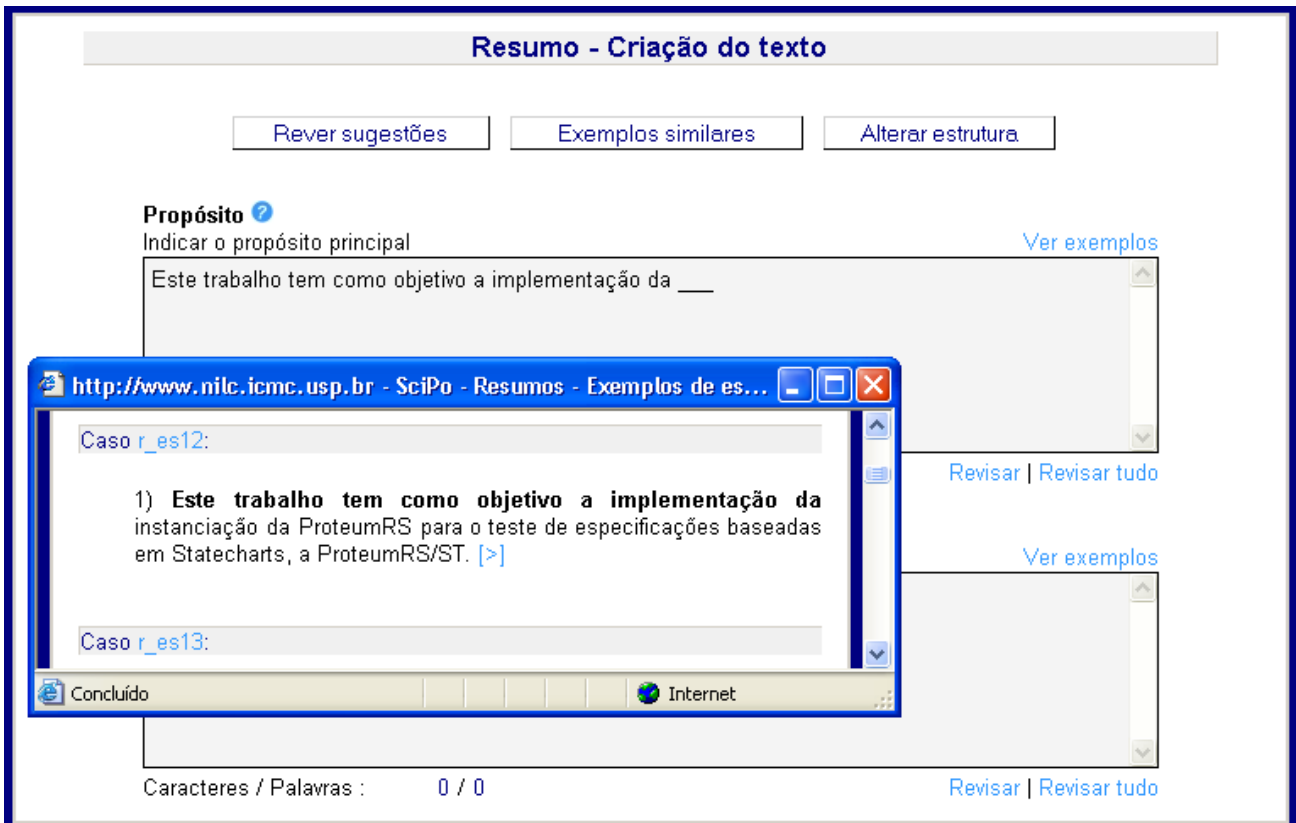 Resumo - Criação do texto
Rever sugestões
Exemplos similares
Alterar estrutura
Propósito ?
Indicar o propósito principal
Ver exemplos
Este trabalho tem como objetivo a implementação da ___
http://www.nilc.icmc.usp.br - SciPo - Resumos - Exemplos de es...
Caso r_es12:
1) Este trabalho tem como objetivo a implementação da
instanciação da ProteumRS para o teste de especificações baseadas
em Statecharts, a ProteumRS/ST. [>]
Caso r_es13:
Concluído
Internet
Revisar | Revisar tudo
Ver exemplos
Caracteres / Palavras : 0 / 0
Revisar | Revisar tudo